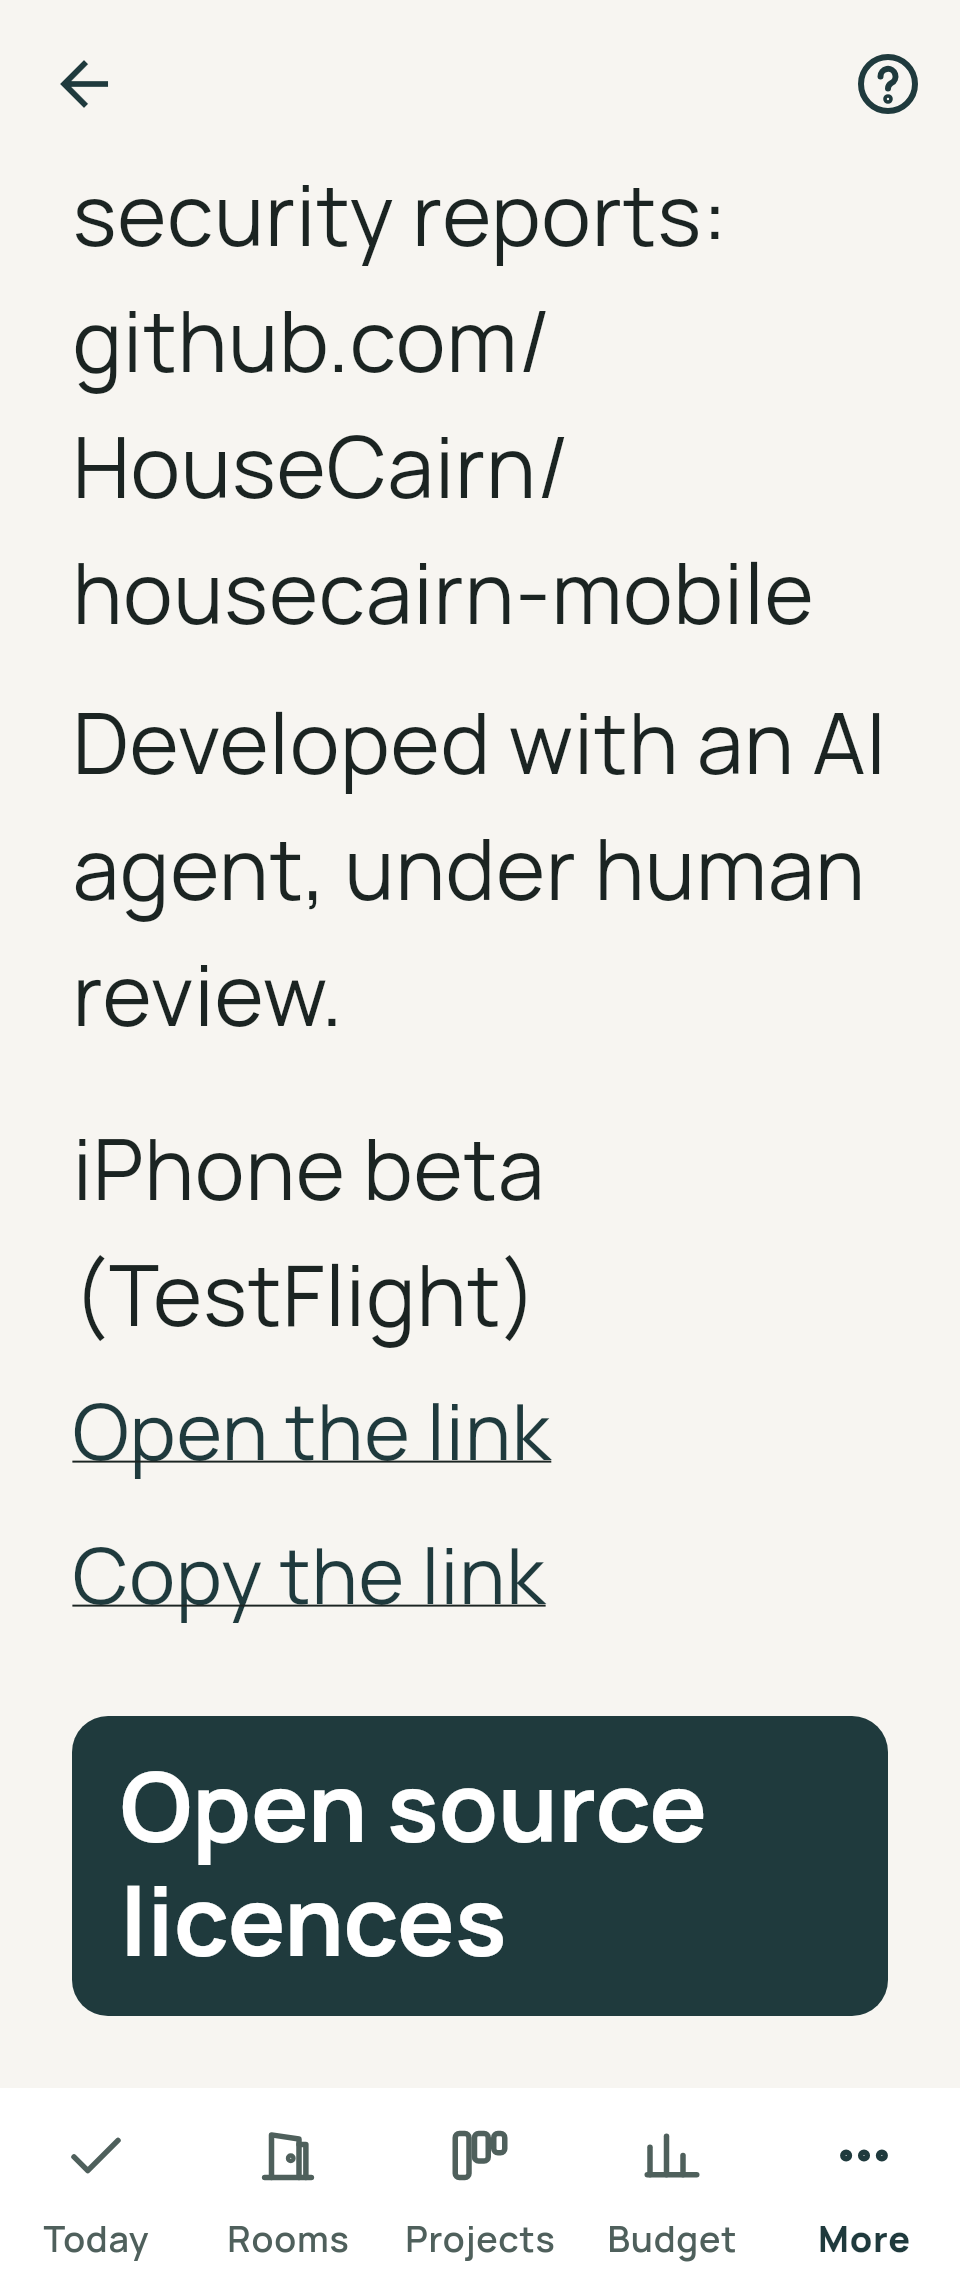 security reports:
github.com/
HouseCairn/
housecairn-mobile
Developed with an AI
agent, under human
review.
iPhone beta
(TestFlight)
Open the link
Copy the link
Open source
licences
Today
Rooms
Projects
Budget
More